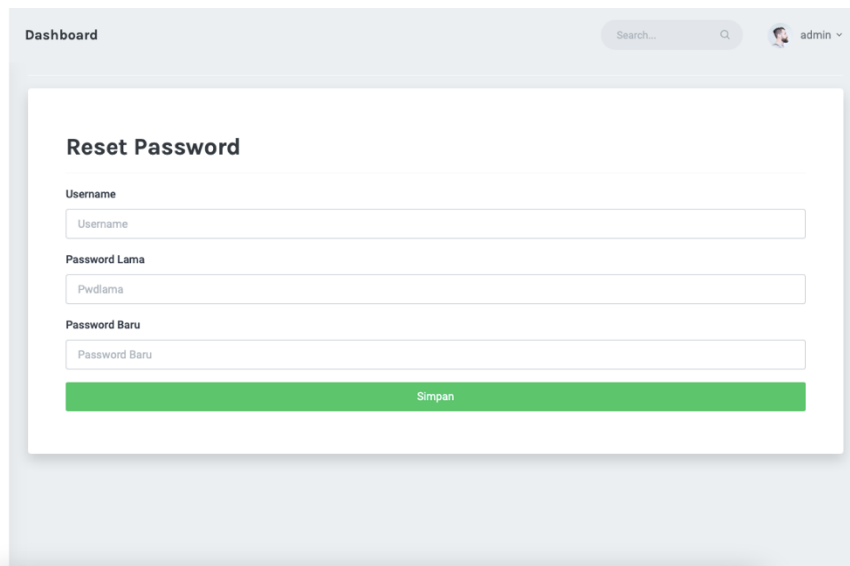 Dashboard
Search...
admin
Reset Password
Username
Username
Password Lama
Pwdlama
Password Baru
Password Baru
Simpan